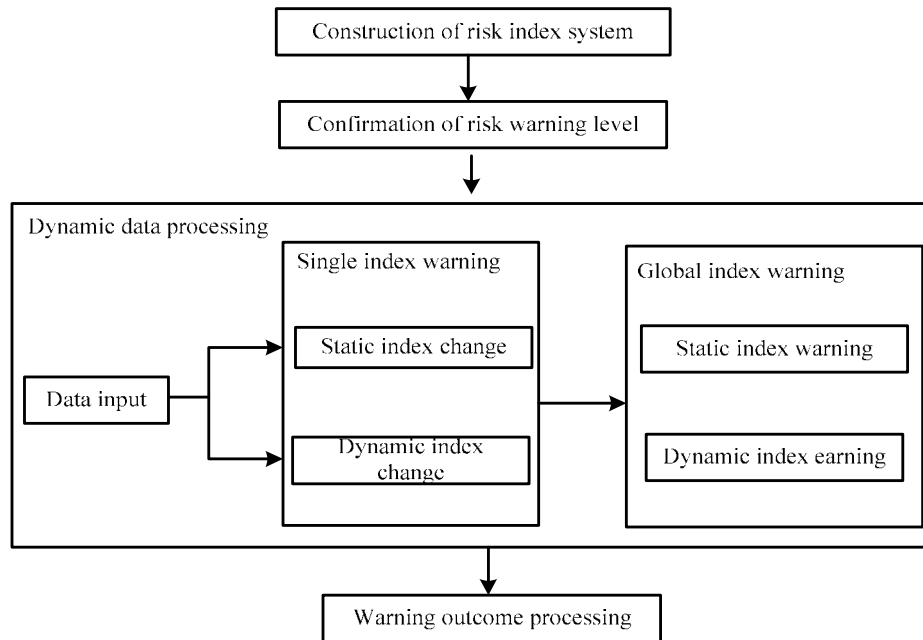 Construction of risk index system
Confirmation of risk warning level
Dynamic data processing
Single index warning
Static index change
Dynamic index
change
Data input
Global index warning
Static index warning
Dynamic index earning
Warning outcome processing